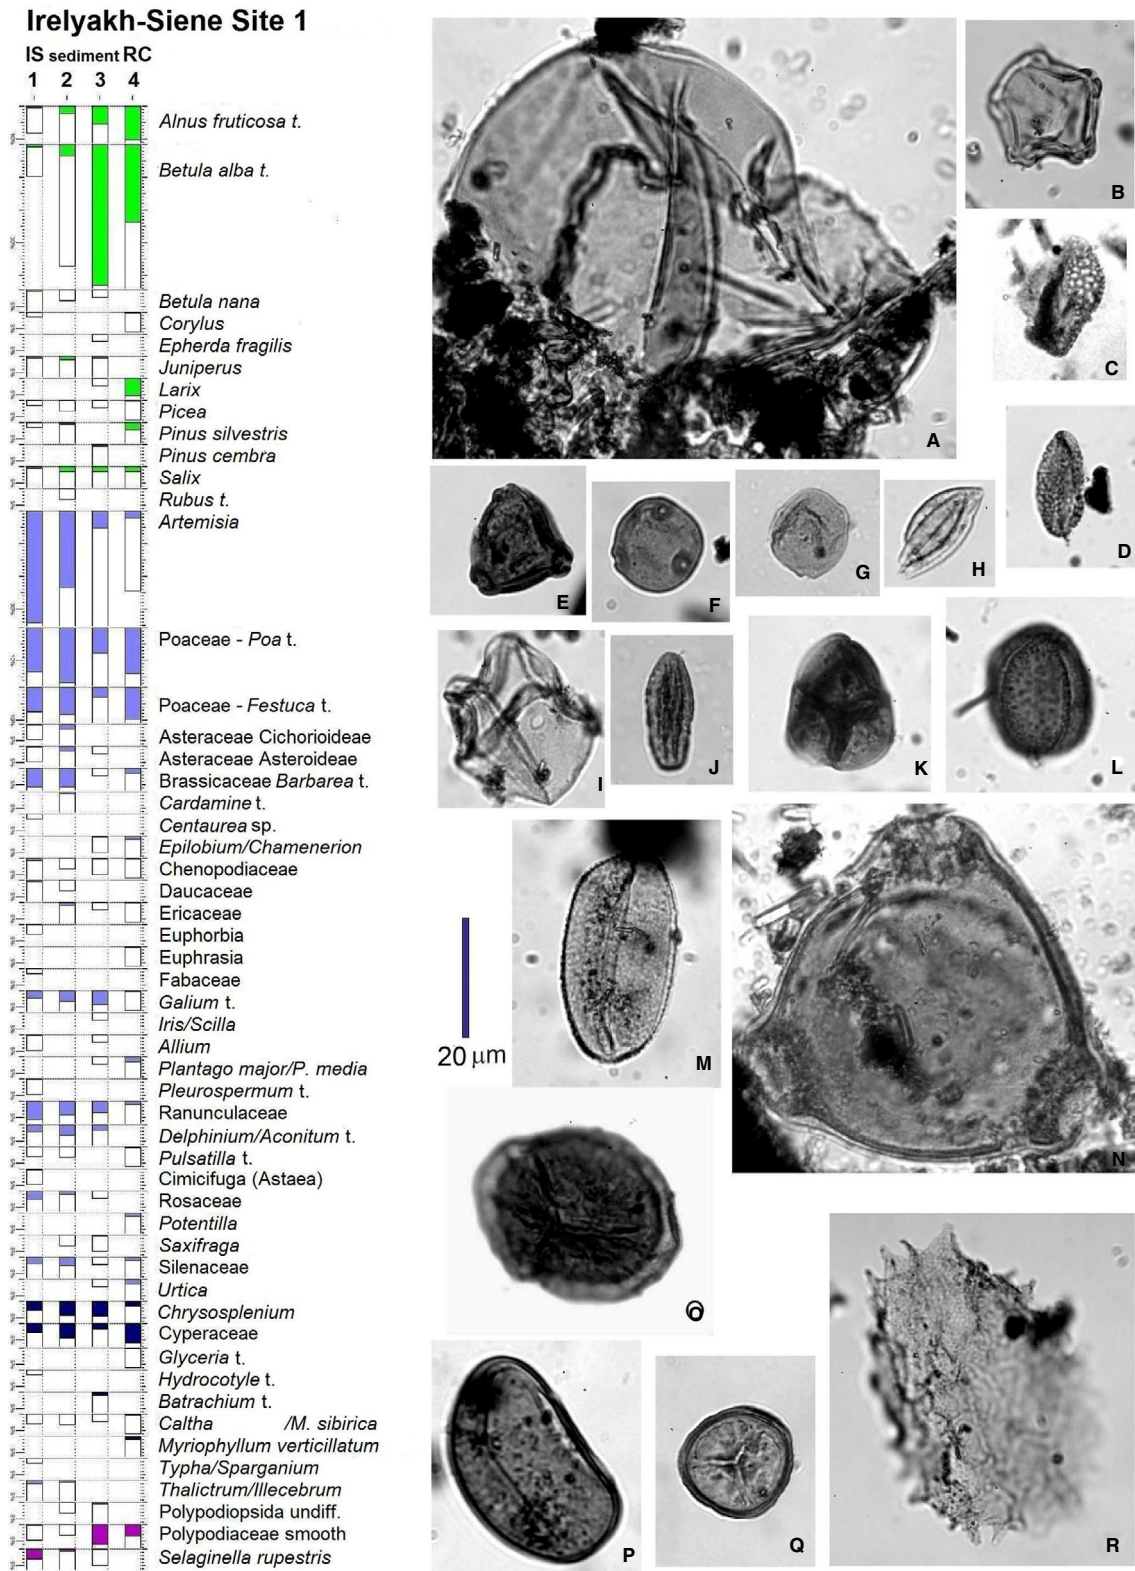 Irelyakh-Siene Site 1
IS sediment RC
1 2 3 4
Alnus fruticosa t.
Betula alba t.
Betula nana
Corylus
Epherda fragilis
Juniperus
Larix
Picea
Pinus silvestris
Pinus cembra
Salix
Rubus t.
Artemisia
Poaceae - Poa t.
Poaceae - Festuca t.
Asteraceae Cichorioideae
Asteraceae Asteroideae
Brassicaceae Barbarea t.
Cardamine t.
Centaurea sp.
Epilobium/Chamenerion
Chenopodiaceae
Daucaceae
Ericaceae
Euphorbia
Euphrasia
Fabaceae
Galium t.
Iris/Scilla
Allium
Plantago major/P. media
Pleurospermum t.
Ranunculaceae
Delphinium/Aconitum t.
Pulsatilla t.
Cimicifuga (Astaea)
Rosaceae
Potentilla
Saxifraga
Silenaceae
Urtica
Chrysosplenium
Cyperaceae
Glyceria t.
Hydrocotyle t.
Batrachium t.
Caltha /M. sibirica
Myriophyllum verticillatum
Typha/Sparganium
Thalictrum/Illecebrum
Polypodiopsida undiff.
Polypodiaceae smooth
Selaginella rupestris
A
B
C
D
E
F
G
H
I
J
K
L
20 μm
M
N
O
P
Q
R